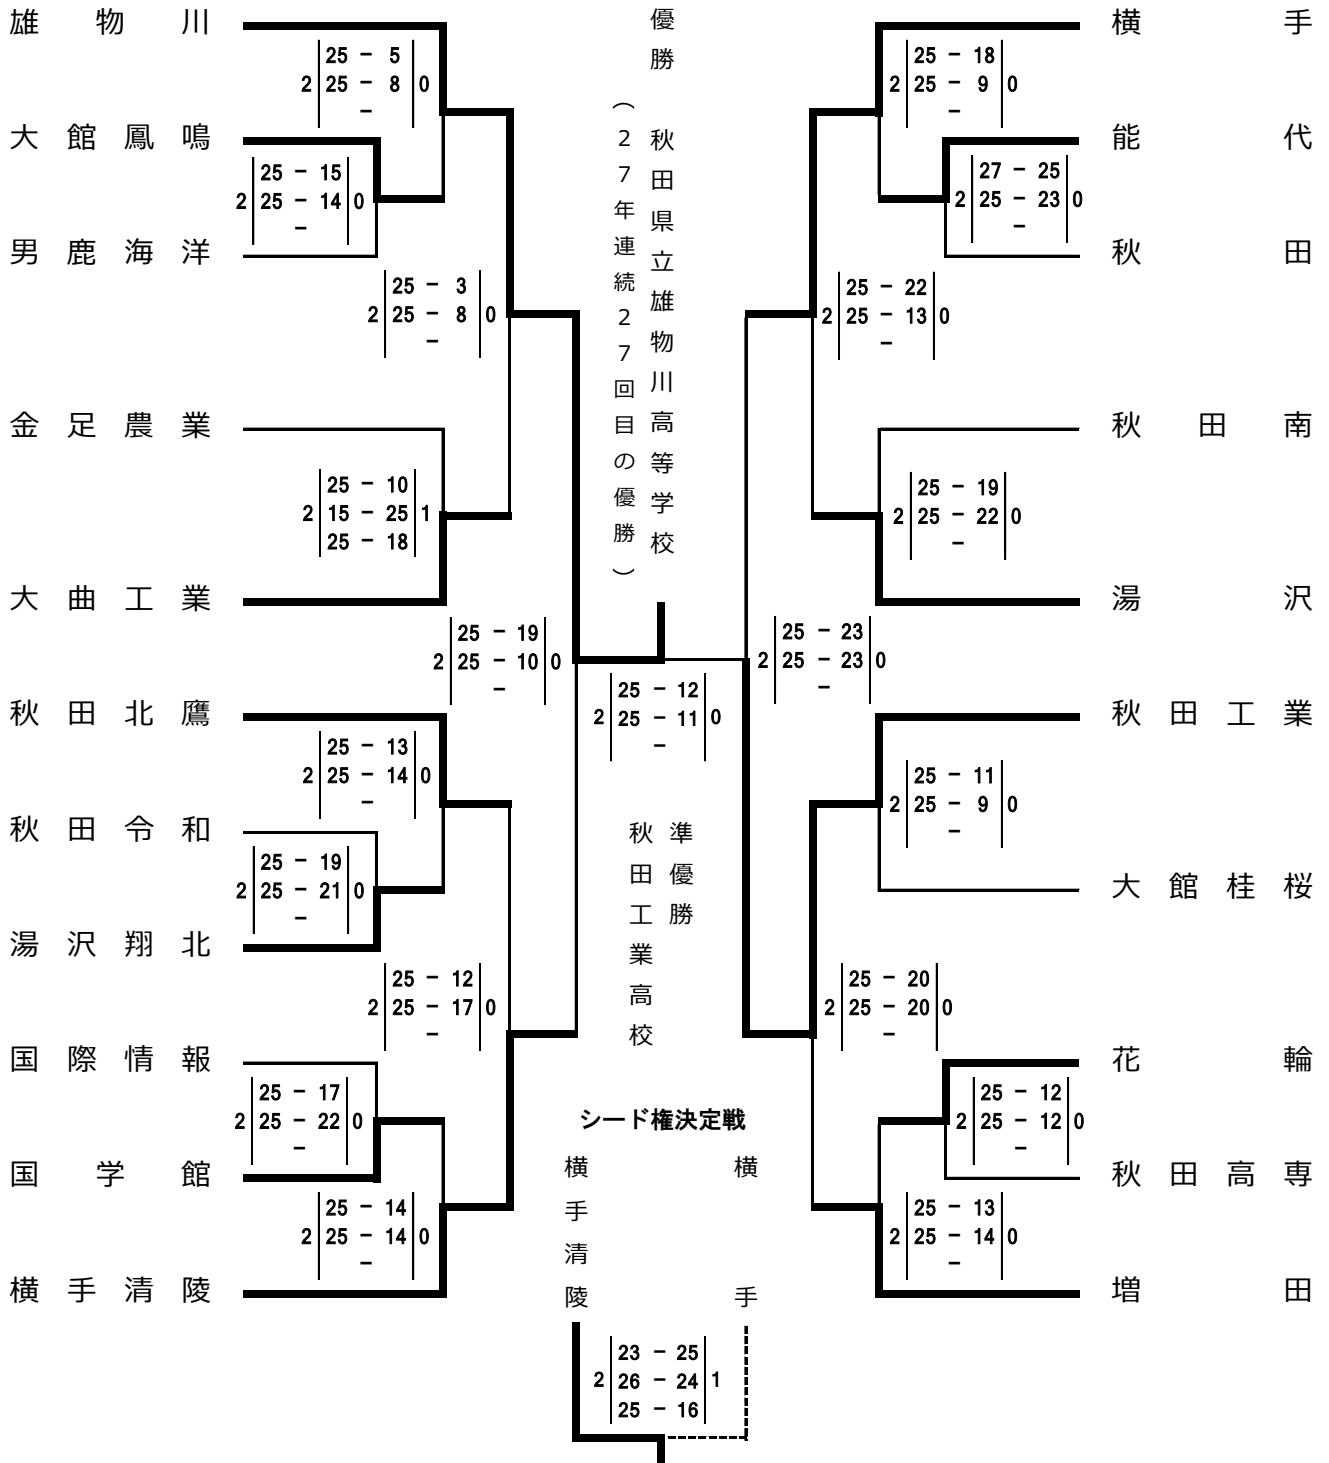 雄物川
2 25 - 5 0
25 - 8
-
大館鳳鳴
2 25 - 15 0
25 - 14
-
男鹿海洋
2 25 - 3 0
25 - 8
-
金足農業
2 25 - 10 1
15 - 25
25 - 18
大曲工業
2 25 - 19 0
25 - 10
-
秋田北鷹
2 25 - 13 0
25 - 14
-
秋田令和
2 25 - 19 0
25 - 21
-
湯沢翔北
2 25 - 12 0
25 - 17
-
国際情報
2 25 - 17 0
25 - 22
-
国学館
2 25 - 14 0
25 - 14
-
横手清陵
優勝 秋田県立雄物川高等学校
(27年連続27回目の優勝)
2 25 - 12 0
25 - 11
-
準優勝
秋田工業高校
シード権決定戦
横手清陵
横手
2 23 - 25 1
26 - 24
25 - 16
横手
2 25 - 18 0
25 - 9
-
能代
2 27 - 25 0
25 - 23
-
秋田
2 25 - 22 0
25 - 13
-
秋田南
2 25 - 19 0
25 - 22
-
湯沢
2 25 - 23 0
25 - 23
-
秋田工業
2 25 - 11 0
25 - 9
-
大館桂桜
2 25 - 20 0
25 - 20
-
花輪
2 25 - 12 0
25 - 12
-
秋田高専
2 25 - 13 0
25 - 14
-
増田